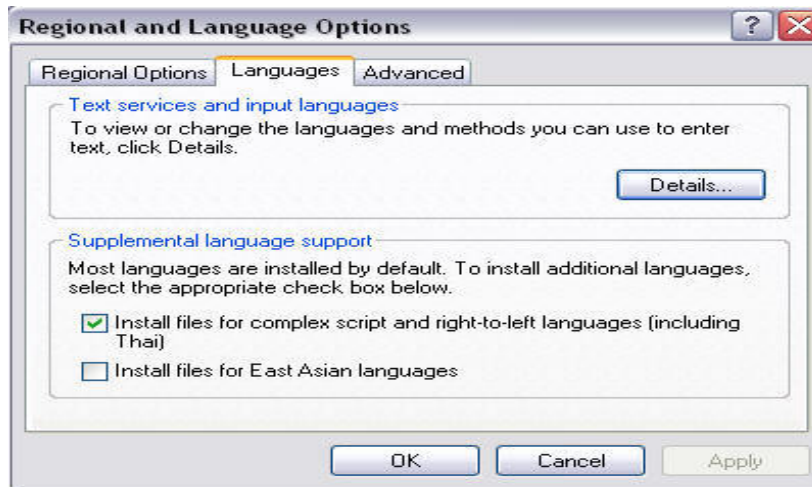 Regional and Language Options
Regional Options Languages Advanced
Text services and input languages
To view or change the languages and methods you can use to enter
text, click Details.
Details...
Supplemental language support
Most languages are installed by default. To install additional languages,
select the appropriate check box below.
Install files for complex script and right-to-left languages (including
Thai)
Install files for East Asian languages
OK Cancel Apply